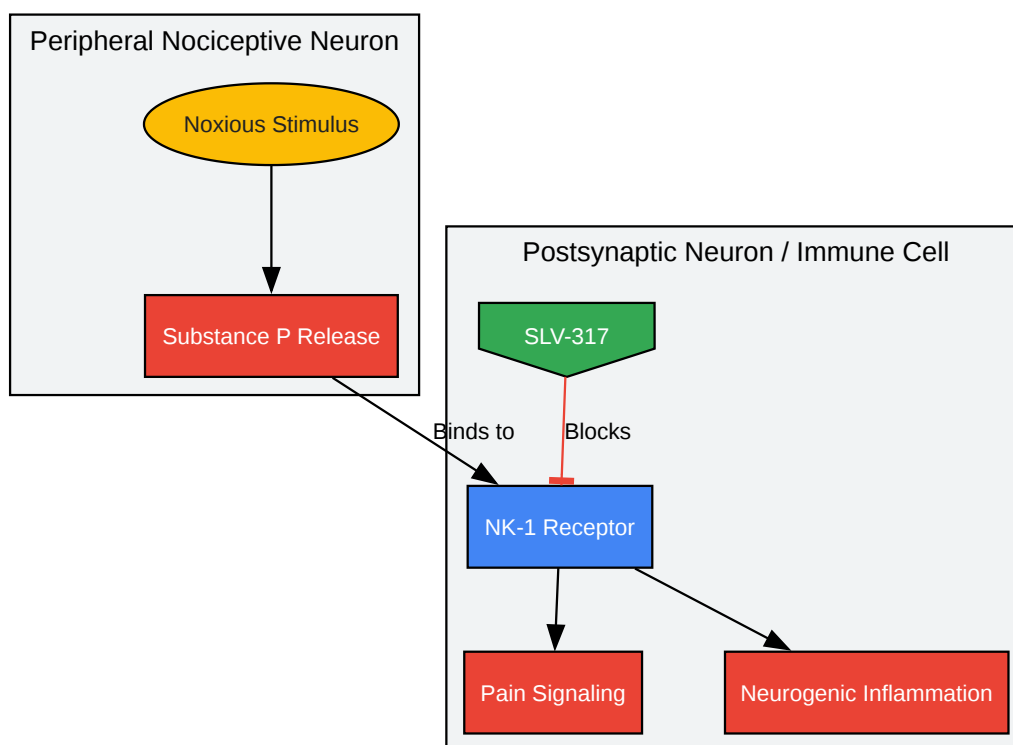 Peripheral Nociceptive Neuron
Noxious Stimulus
Substance P Release
Postsynaptic Neuron / Immune Cell
SLV-317
Binds to
Blocks
NK-1 Receptor
Pain Signaling
Neurogenic Inflammation